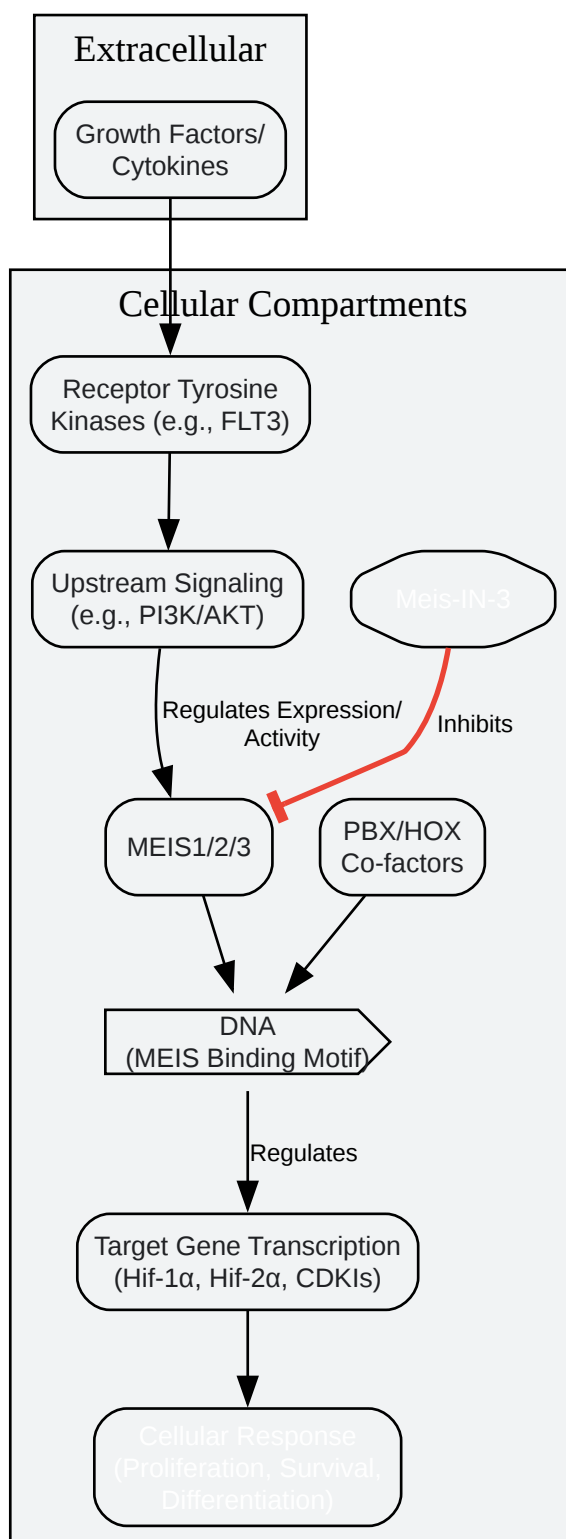 Extracellular
Growth Factors/
Cytokines
Cellular Compartments
Receptor Tyrosine
Kinases (e.g., FLT3)
Upstream Signaling
(e.g., PI3K/AKT)
Meis-IN-3
Regulates Expression/
Activity
Inhibits
MEIS1/2/3
PBX/HOX
Co-factors
DNA
(MEIS Binding Motif)
Regulates
Target Gene Transcription
(Hif-1α, Hif-2α, CDKIs)
Cellular Response
(Proliferation, Survival,
Differentiation)